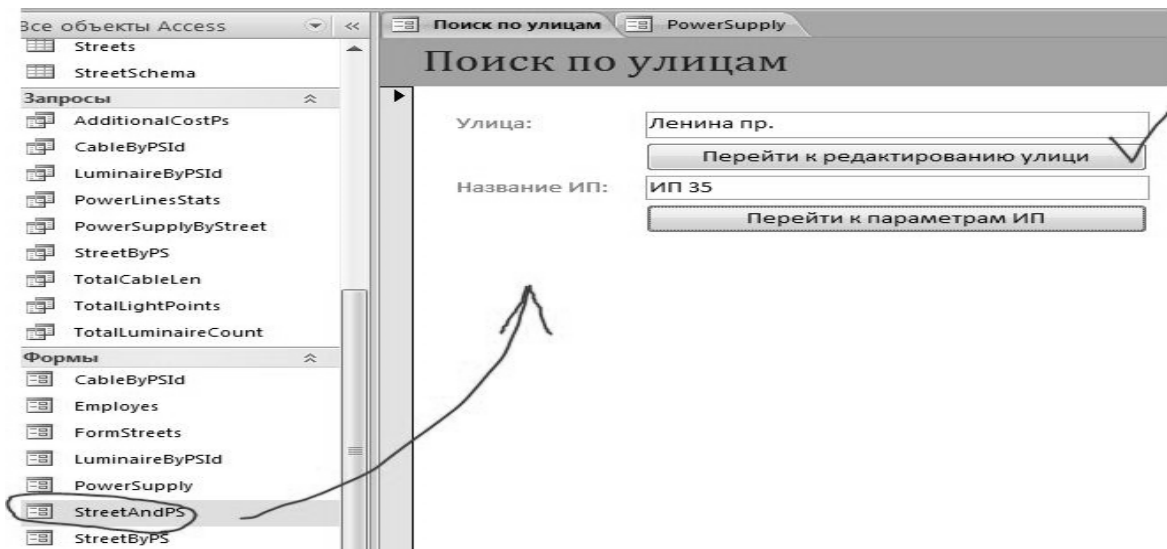 Все объекты Access
Streets
StreetSchema
Запросы
AdditionalCostPs
CableByPSId
LuminaireByPSId
PowerLinesStats
PowerSupplyByStreet
StreetByPS
TotalCableLen
TotalLightPoints
TotalLuminaireCount
Формы
CableByPSId
Employes
FormStreets
LuminaireByPSId
PowerSupply
StreetAndPS
StreetByPS
Поиск по улицам PowerSupply
Поиск по улицам
Улица: Ленина пр.
Перейти к редактированию улици
Название ИП: ИП 35
Перейти к параметрам ИП